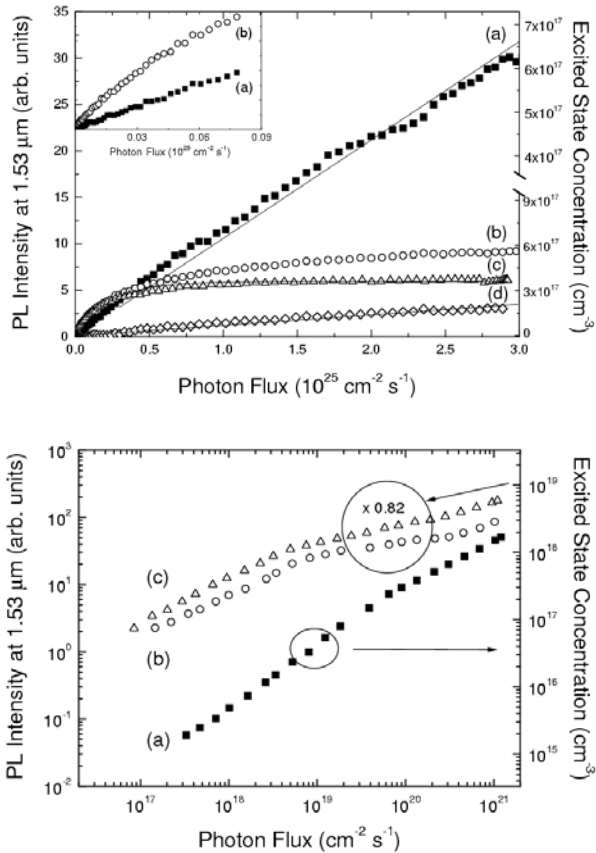 PL Intensity at 1.53 μm (arb. units)
35
30
25
20
15
10
5
0
(b)
(a)
0.03 0.06 0.09
Photon Flux (10²⁵ cm⁻² s⁻¹)
(a)
(b)
(c)
(d)
7x10¹⁷
6x10¹⁷
5x10¹⁷
4x10¹⁷
9x10¹⁷
6x10¹⁷
3x10¹⁷
0
Excited State Concentration (cm⁻³)
0.0 0.5 1.0 1.5 2.0 2.5 3.0
Photon Flux (10²⁵ cm⁻² s⁻¹)
PL Intensity at 1.53 μm (arb. units)
10³
10²
10¹
10⁰
10⁻¹
10⁻²
x 0.82
(c)
(b)
(a)
10¹⁹
10¹⁸
10¹⁷
10¹⁶
10¹⁵
Excited State Concentration (cm⁻³)
10¹⁷ 10¹⁸ 10¹⁹ 10²⁰ 10²¹
Photon Flux (cm⁻² s⁻¹)